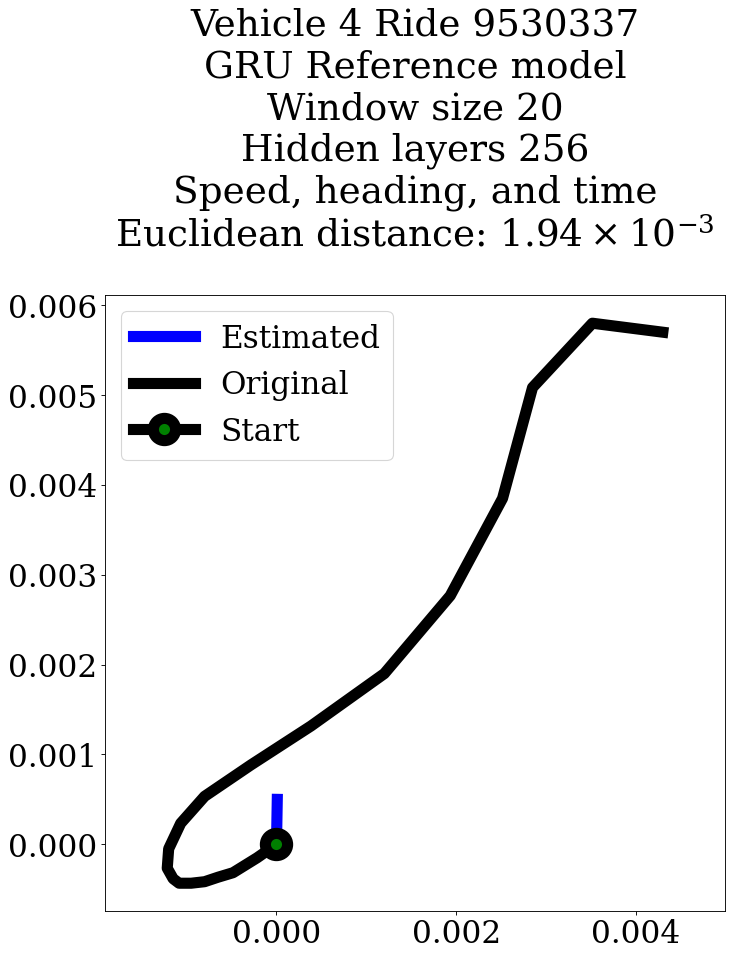 Vehicle 4 Ride 9530337
GRU Reference model
Window size 20
Hidden layers 256
Speed, heading, and time
Euclidean distance: 1.94 × 10⁻³
Estimated
Original
Start
0.006
0.005
0.004
0.003
0.002
0.001
0.000
0.000 0.002 0.004